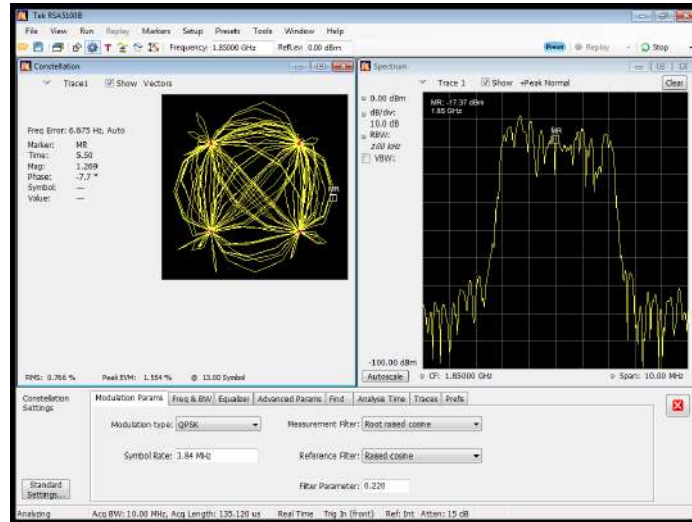 Tek RSA5100B
File View Run Replay Markers Setup Presets Tools Window Help
T Frequency: 1.85000 GHz RefLev: 0.00 dBm Preset Replay Stop
Constellation
Trace1 Show Vectors
Freq Error: 6.675 Hz, Auto
Marker: MR
Time: 5.50
Mag: 1.269
Phase: -7.7 °
Symbol: —
Value: —
MR
RMS: 0.766 % Peak EVM: 1.554 % @ 13.00 Symbol
Spectrum
Trace 1 Show +Peak Normal Clear
0.00 dBm
dB/div:
10.0 dB
RBW:
200 kHz
VBW:
MR: -17.37 dBm
1.85 GHz
MR
-100.00 dBm
Autoscale CF: 1.85000 GHz Span: 10.00 MHz
Constellation
Settings
Modulation Params Freq & BW Equalizer Advanced Params Find Analysis Time Traces Prefs
Modulation type: QPSK Measurement Filter: Root raised cosine
Symbol Rate: 3.84 MHz Reference Filter: Raised cosine
Filter Parameter: 0.220
Standard
Settings...
Analyzing Acq BW: 10.00 MHz, Acq Length: 135.120 us Real Time Trig In (front) Ref: Int Atten: 15 dB